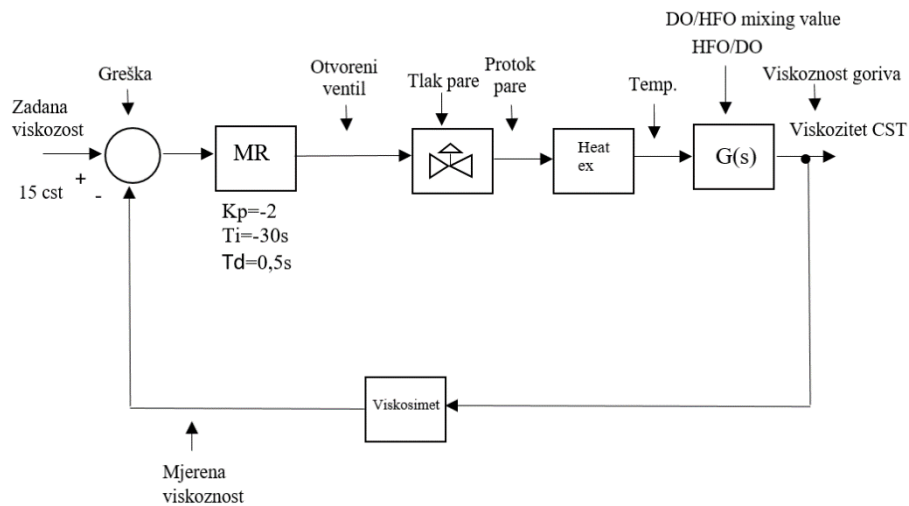 DO/HFO mixing value
HFO/DO
Greška
Otvoreni
ventil
Tlak pare
Protok
pare
Temp.
Viskoznost goriva
Zadana
viskozost
MR
Heat
ex
G(s)
Viskozitet CST
+
-
15 cst
Kp=-2
Ti=-30s
Td=0,5s
Viskosimet
Mjerena
viskoznost